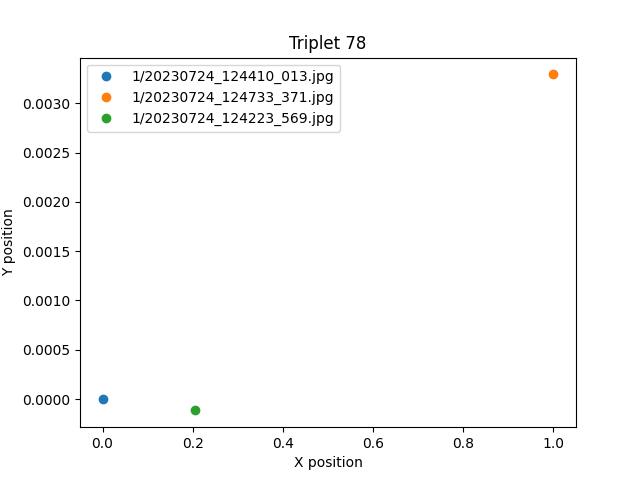 Triplet 78
1/20230724_124410_013.jpg
1/20230724_124733_371.jpg
1/20230724_124223_569.jpg
0.0030
0.0025
0.0020
0.0015
0.0010
0.0005
0.0000
Y position
0.0 0.2 0.4 0.6 0.8 1.0
X position